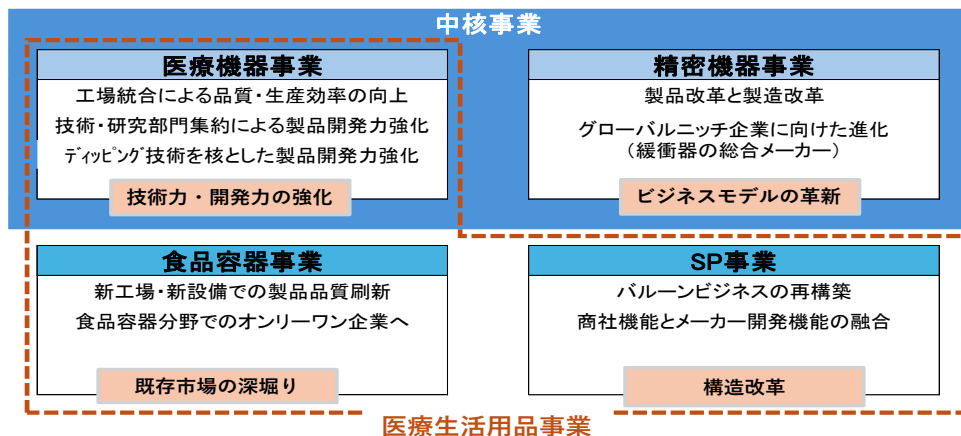 中核事業
医療機器事業
工場統合による品質・生産効率の向上
技術・研究部門集約による製品開発力強化
ディッピング技術を核とした製品開発力強化
技術力・開発力の強化
精密機器事業
製品改革と製造改革
グローバルニッチ企業に向けた進化
（緩衝器の総合メーカー）
ビジネスモデルの革新
食品容器事業
新工場・新設備での製品品質刷新
食品容器分野でのオンリーワン企業へ
既存市場の深堀り
SP事業
バルーンビジネスの再構築
商社機能とメーカー開発機能の融合
構造改革
医療生活用品事業